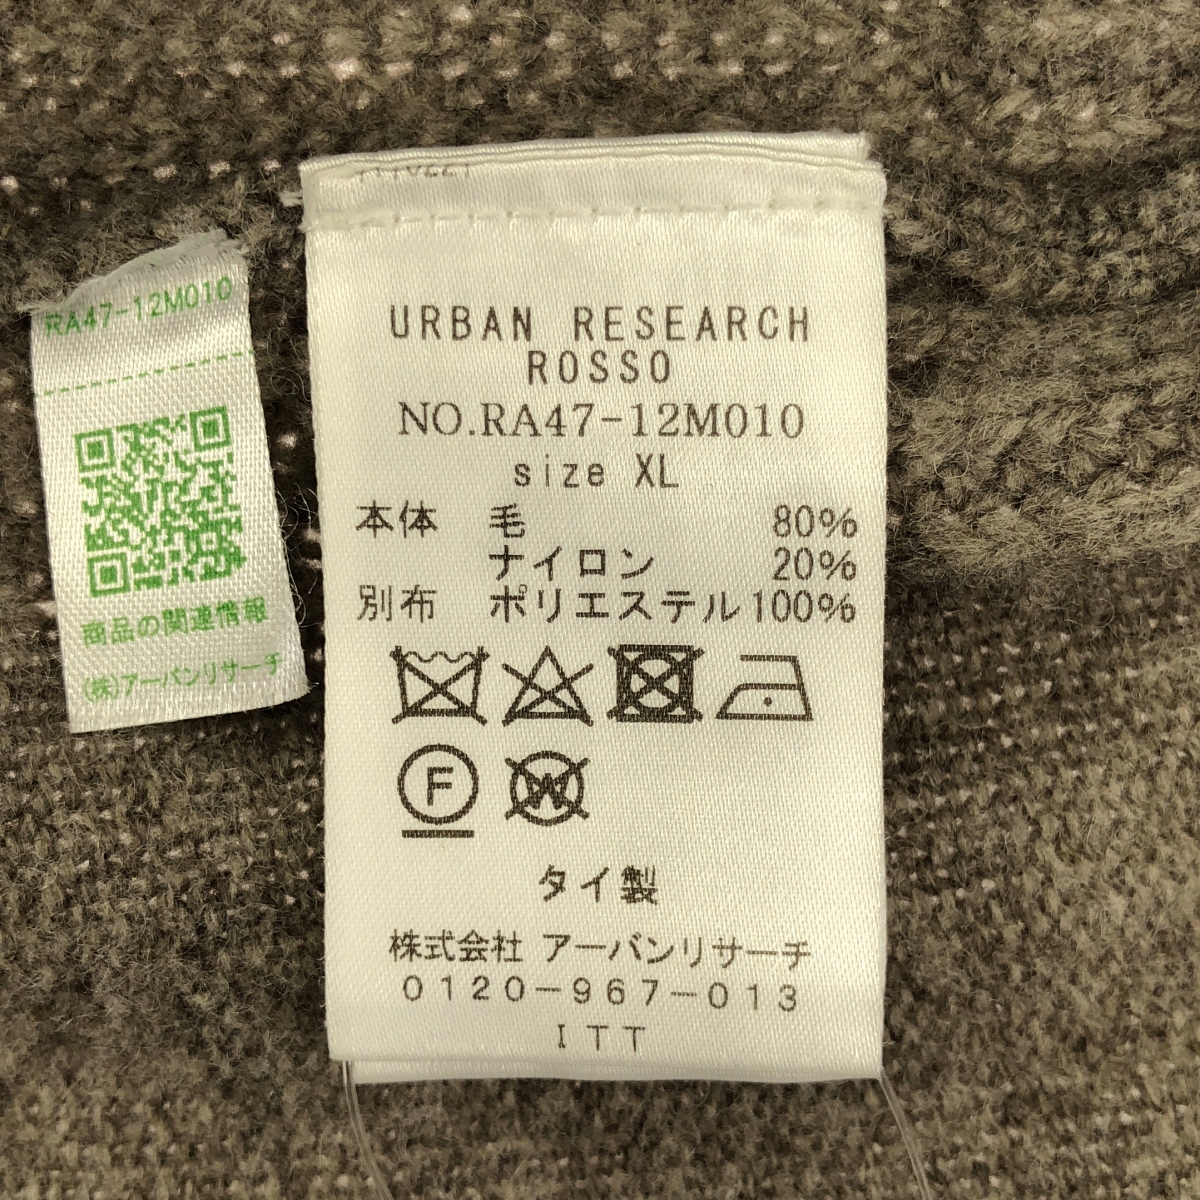 RA47-12M010
商品の関連情報
(株)アーバンリサーチ
URBAN RESEARCH
ROSSO
NO.RA47-12M010
size XL
本体 毛 80%
ナイロン 20%
別布 ポリエステル 100%
F
W
タイ製
株式会社 アーバンリサーチ
0120-967-013
ITT